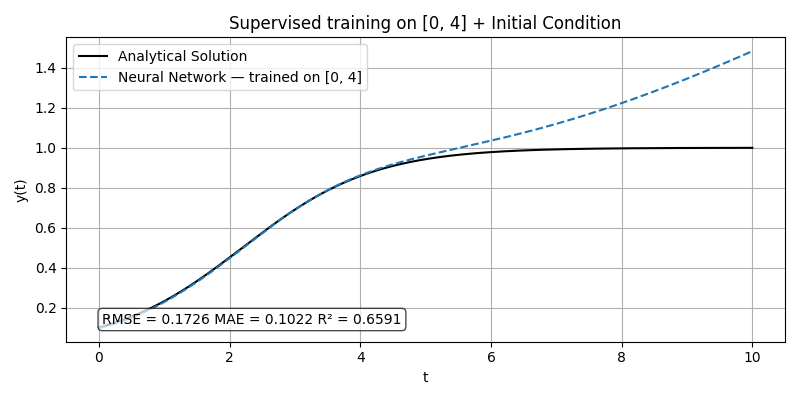 Supervised training on [0, 4] + Initial Condition
Analytical Solution
Neural Network — trained on [0, 4]
y(t)
1.4
1.2
1.0
0.8
0.6
0.4
0.2
RMSE = 0.1726 MAE = 0.1022 R² = 0.6591
0 2 4 6 8 10
t